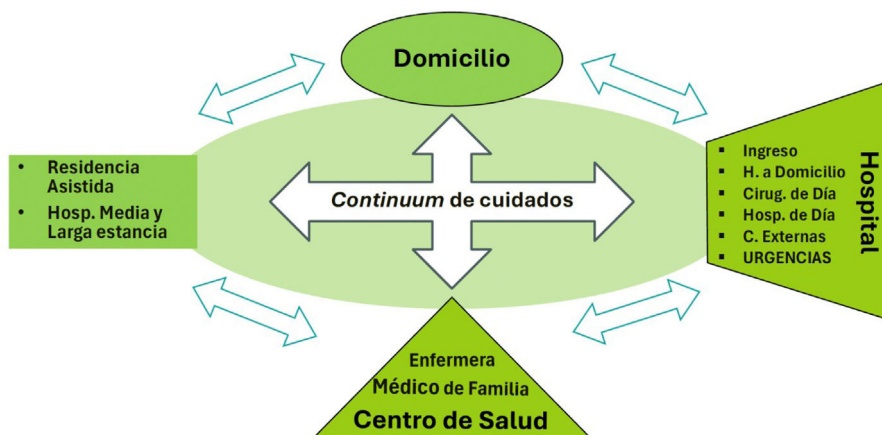 Domicilio
• Residencia
Asistida
• Hosp. Media y
Larga estancia
Continuum de cuidados
▪ Ingreso
▪ H. a Domicilio
▪ Cirug. de Día
▪ Hosp. de Día
▪ C. Externas
▪ URGENCIAS
Hospital
Enfermera
Médico de Familia
Centro de Salud